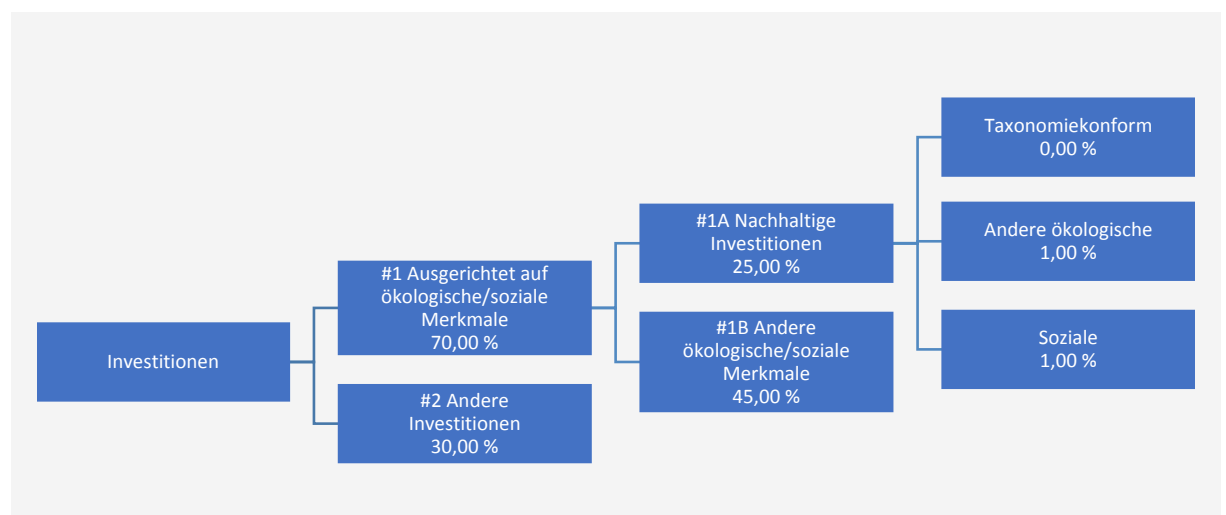 Investitionen
#1 Ausgerichtet auf
ökologische/soziale
Merkmale
70,00 %
#2 Andere
Investitionen
30,00 %
#1A Nachhaltige
Investitionen
25,00 %
#1B Andere
ökologische/soziale
Merkmale
45,00 %
Taxonomiekonform
0,00 %
Andere ökologische
1,00 %
Soziale
1,00 %